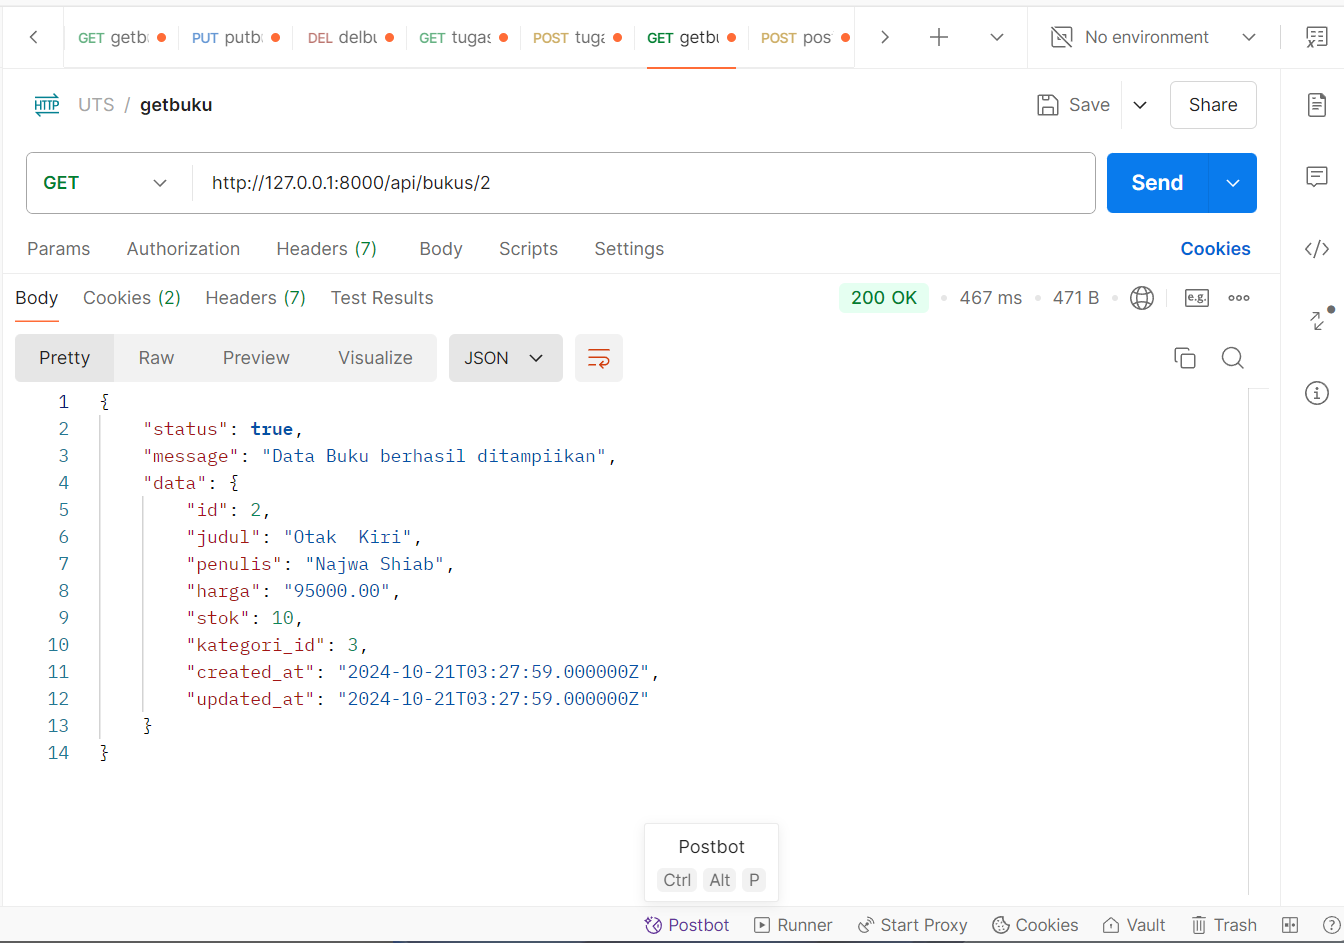 GET getbu PUT putb DEL delbu GET tugas POST tuga GET getbu POST pos No environment
HTTP UTS / getbuku Save Share
GET http://127.0.0.1:8000/api/bukus/2 Send
Params Authorization Headers (7) Body Scripts Settings Cookies
Body Cookies (2) Headers (7) Test Results 200 OK 467 ms 471 B e.g.
Pretty Raw Preview Visualize JSON
1 {
2 "status": true,
3 "message": "Data Buku berhasil ditampiikan",
4 "data": {
5 "id": 2,
6 "judul": "Otak  Kiri",
7 "penulis": "Najwa Shiab",
8 "harga": "95000.00",
9 "stok": 10,
10 "kategori_id": 3,
11 "created_at": "2024-10-21T03:27:59.000000Z",
12 "updated_at": "2024-10-21T03:27:59.000000Z"
13 }
14 }
Postbot
Ctrl Alt P
Postbot Runner Start Proxy Cookies Vault Trash